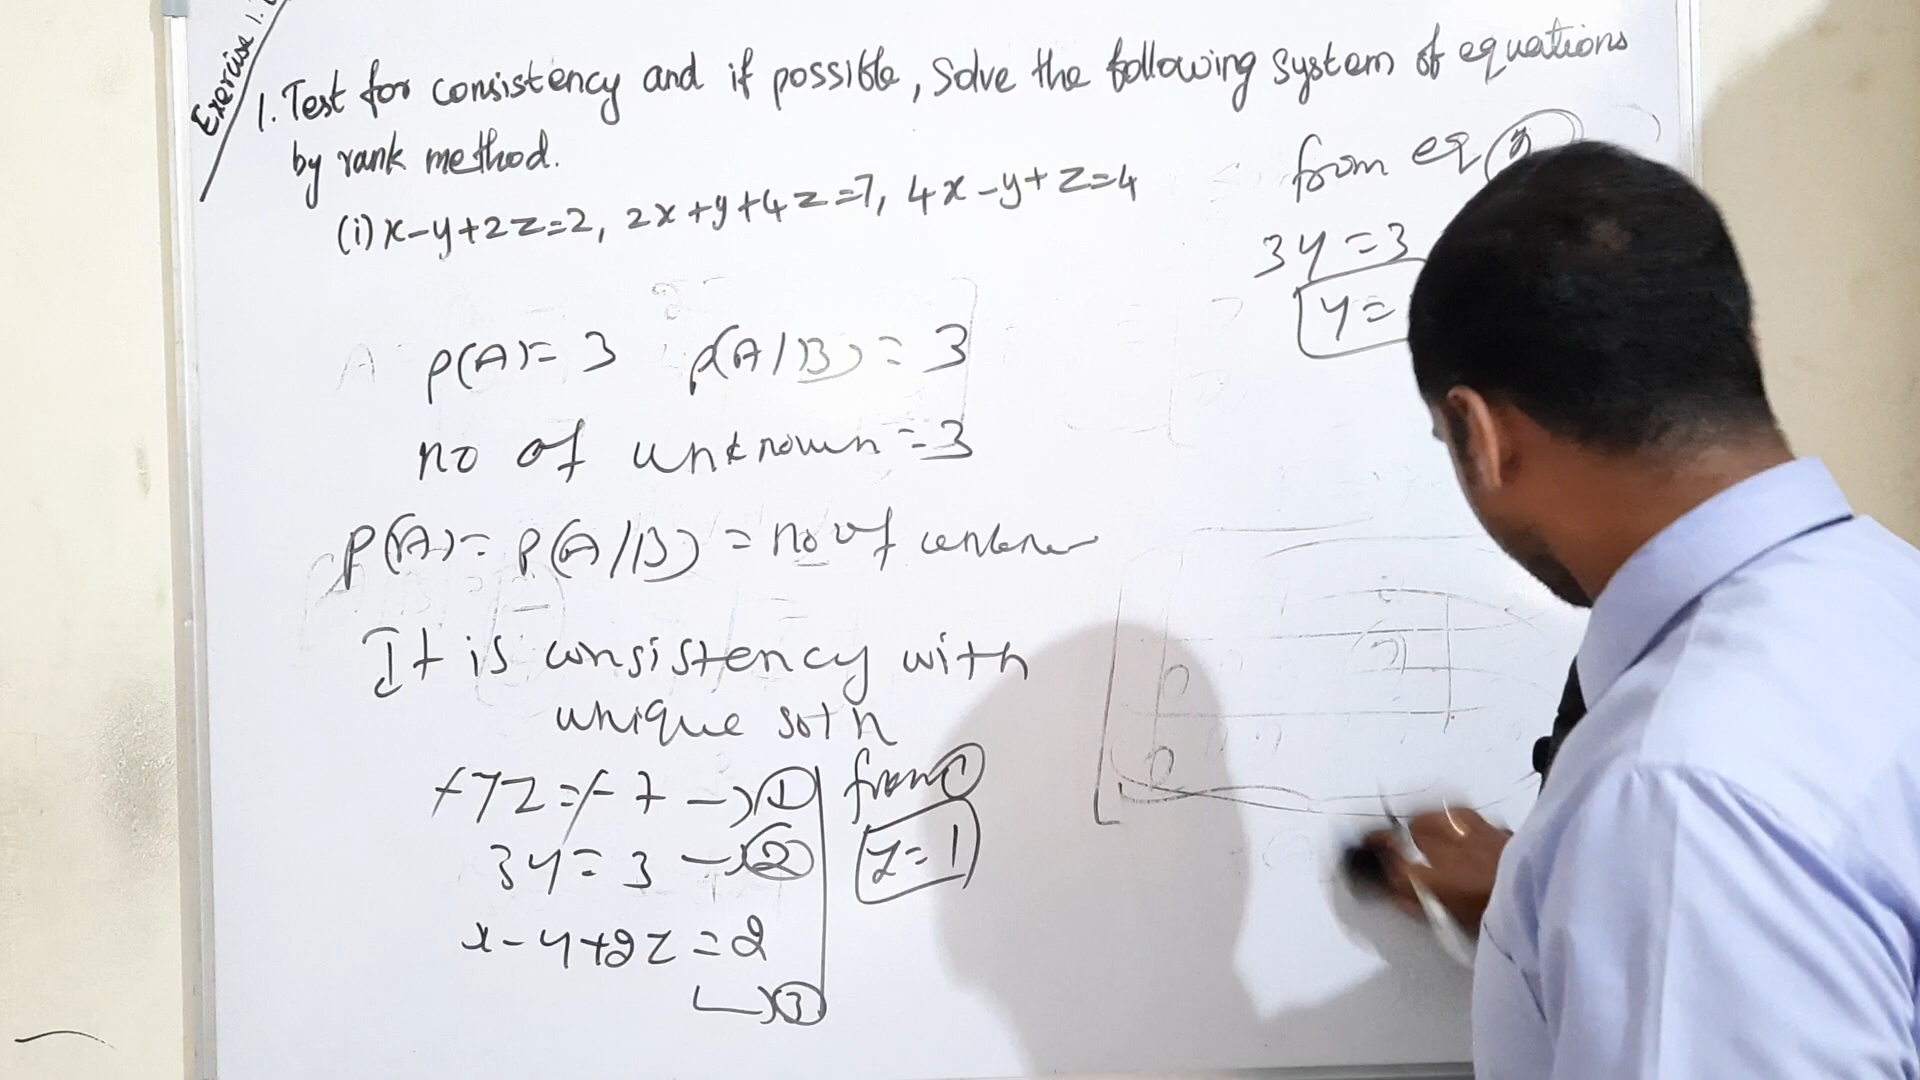 Exercise 1.
1. Test for consistency and if possible, solve the following system of equations
by rank method.
(i) x-y+2z=2, 2x+y+4z=7, 4x-y+z=4
ρ(A)= 3 ρ(A/B)= 3
no of unknown =3
ρ(A)= ρ(A/B) = no of
It is consistency with
unique soln
-7z=-7 → ①
3y= 3 → ②
x-y+2z = 2
↳ ③
from ①
z=1
from eq
3y=3
y=